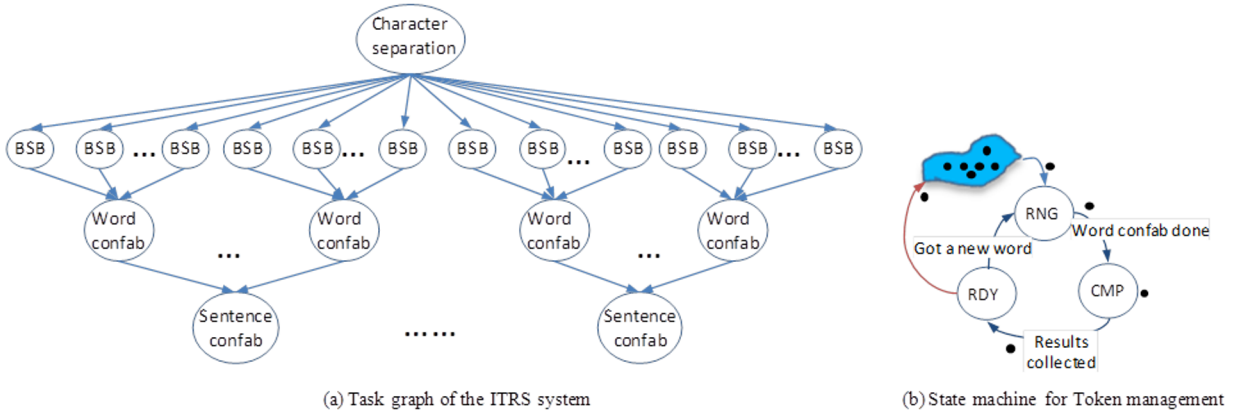 Character
separation
BSB BSB ... BSB BSB BSB ... BSB BSB BSB ... BSB BSB BSB ... BSB
Word
confab
...
Word
confab
Word
confab
...
Word
confab
Sentence
confab
......
Sentence
confab
(a) Task graph of the ITRS system
RNG
Word confab done
Got a new word
RDY
CMP
Results
collected
(b) State machine for Token management